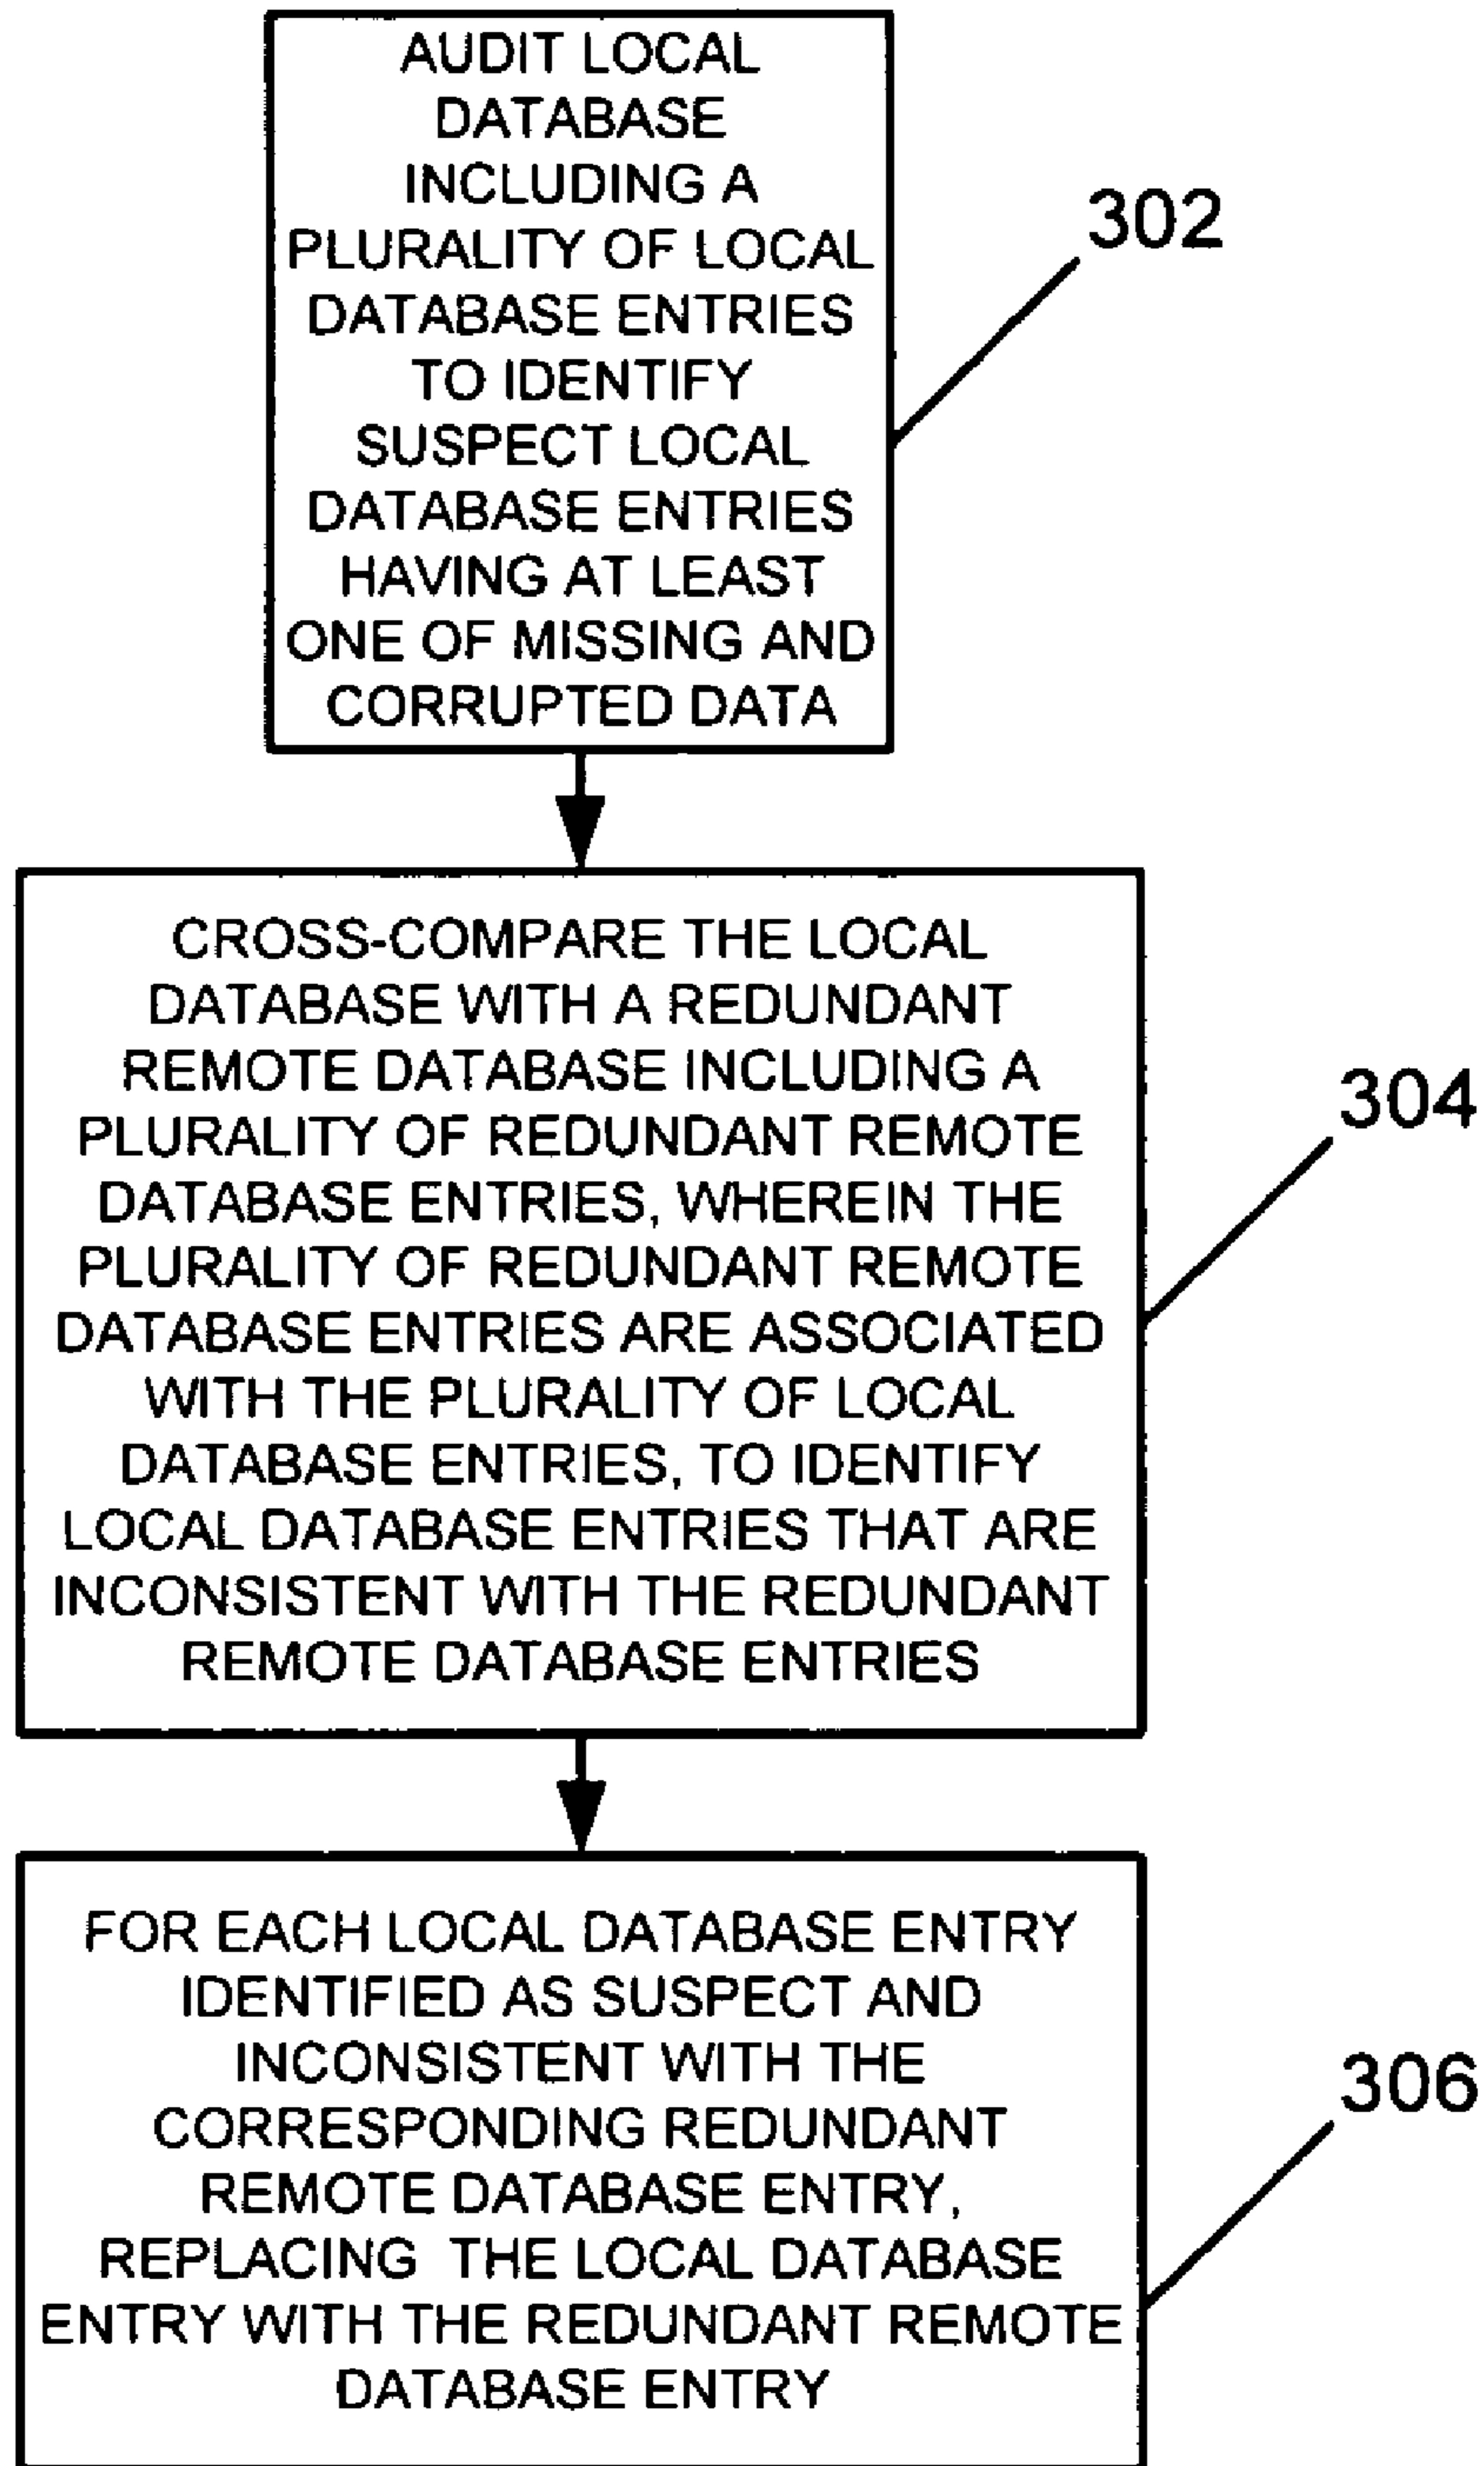 AUDIT LOCAL
DATABASE
INCLUDING A
PLURALITY OF LOCAL
DATABASE ENTRIES
TO IDENTIFY
SUSPECT LOCAL
DATABASE ENTRIES
HAVING AT LEAST
ONE OF MISSING AND
CORRUPTED DATA
302
CROSS-COMPARE THE LOCAL
DATABASE WITH A REDUNDANT
REMOTE DATABASE INCLUDING A
PLURALITY OF REDUNDANT REMOTE
DATABASE ENTRIES, WHEREIN THE
PLURALITY OF REDUNDANT REMOTE
DATABASE ENTRIES ARE ASSOCIATED
WITH THE PLURALITY OF LOCAL
DATABASE ENTRIES, TO IDENTIFY
LOCAL DATABASE ENTRIES THAT ARE
INCONSISTENT WITH THE REDUNDANT
REMOTE DATABASE ENTRIES
304
FOR EACH LOCAL DATABASE ENTRY
IDENTIFIED AS SUSPECT AND
INCONSISTENT WITH THE
CORRESPONDING REDUNDANT
REMOTE DATABASE ENTRY,
REPLACING THE LOCAL DATABASE
ENTRY WITH THE REDUNDANT REMOTE
DATABASE ENTRY
306